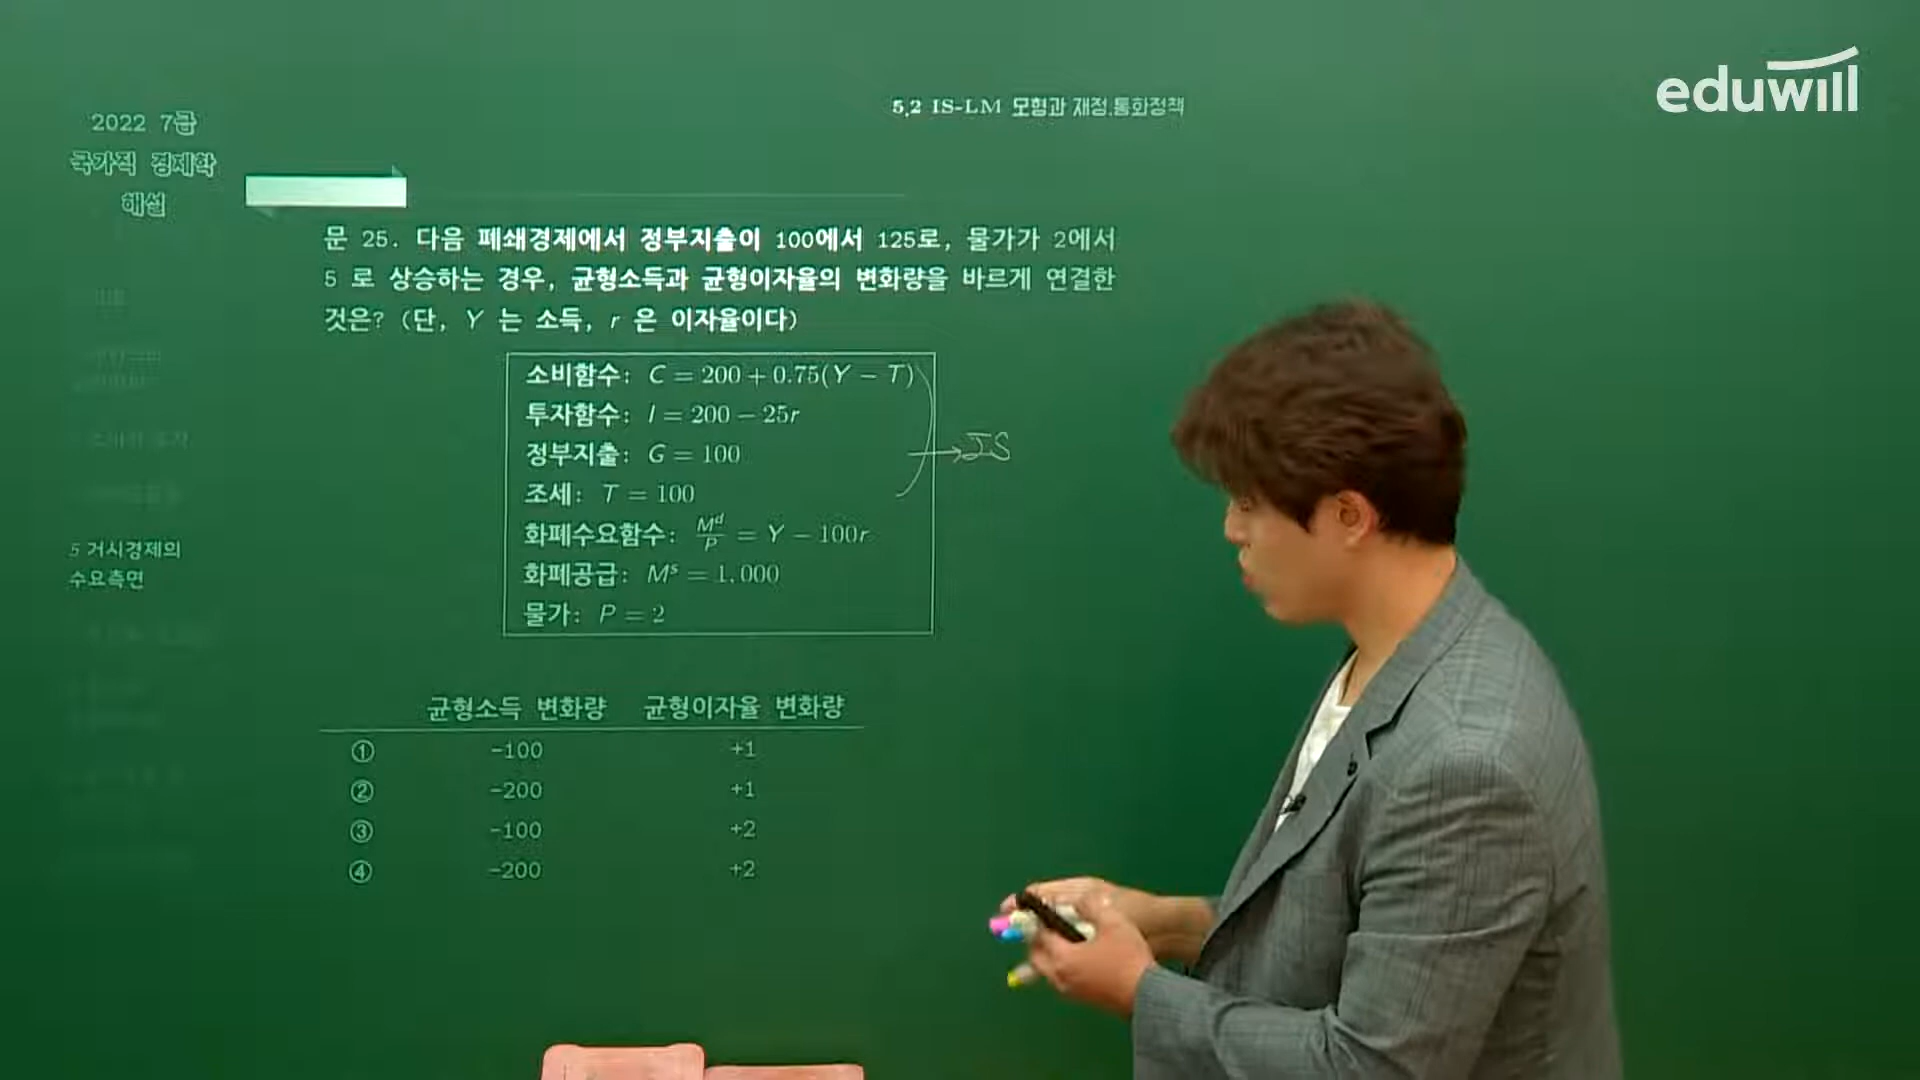 eduwill
5.2 IS-LM 모형과 재정.통화정책
2022 7급
국가직 경제학
해설
문 25. 다음 폐쇄경제에서 정부지출이 100에서 125로, 물가가 2에서
5 로 상승하는 경우, 균형소득과 균형이자율의 변화량을 바르게 연결한
것은? (단, Y 는 소득, r 은 이자율이다)
소비함수: C = 200 + 0.75(Y − T)
투자함수: I = 200 − 25r
정부지출: G = 100
IS
조세: T = 100
화폐수요함수: M^d/P = Y − 100r
화폐공급: M^s = 1,000
물가: P = 2
5 거시경제의
수요측면
균형소득 변화량 균형이자율 변화량
① -100 +1
② -200 +1
③ -100 +2
④ -200 +2